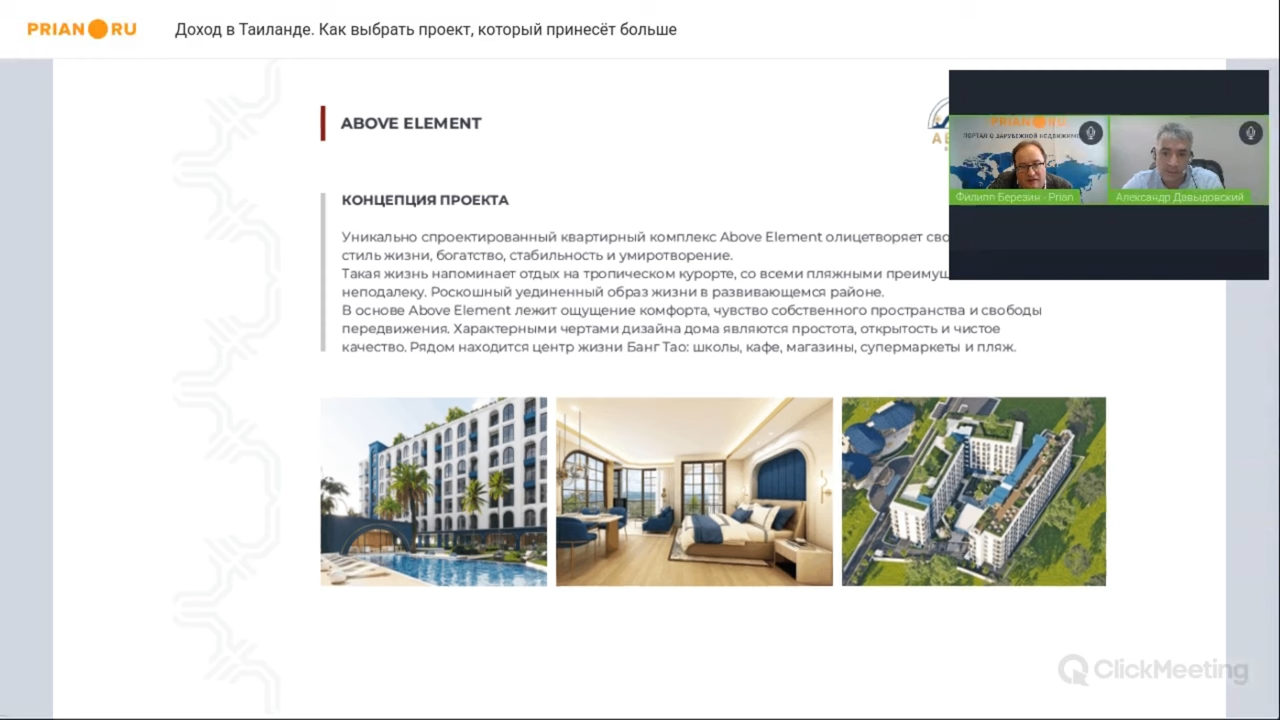 PRIAN RU
Доход в Таиланде. Как выбрать проект, который принесёт больше
ABOVE ELEMENT
PRIAN RU
ПОРТАЛ О ЗАРУБЕЖНОЙ
Филипп Березин - Prian
Александр Давыдовский
КОНЦЕПЦИЯ ПРОЕКТА
Уникально спроектированный квартирный комплекс Above Element олицетворяет
стиль жизни, богатство, стабильность и умиротворение.
Такая жизнь напоминает отдых на тропическом курорте, со всеми пляжными
неподалеку. Роскошный уединенный образ жизни в развивающемся районе.
В основе Above Element лежит ощущение комфорта, чувство собственного пространства и свободы
передвижения. Характерными чертами дизайна дома являются простота, открытость и чистое
качество. Рядом находится центр жизни Банг Тао: школы, кафе, магазины, супермаркеты и пляж.
ClickMeeting